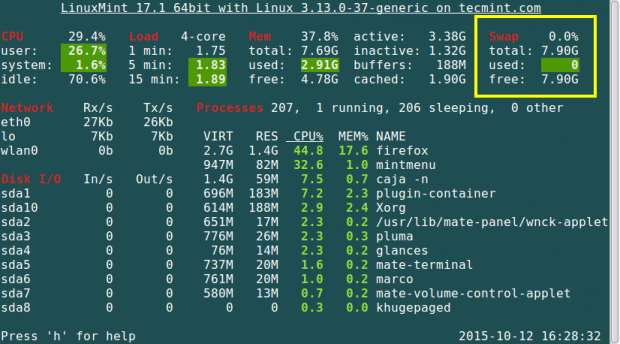 LinuxMint 17.1 64bit with Linux 3.13.0-37-generic on tecmint.com
CPU 29.4% Load 4-core Mem 37.8% active: 3.38G Swap 0.0%
user: 26.7% 1 min: 1.75 total: 7.69G inactive: 1.32G total: 7.90G
system: 1.6% 5 min: 1.83 used: 2.91G buffers: 188M used: 0
idle: 70.6% 15 min: 1.89 free: 4.78G cached: 1.90G free: 7.90G
Network Rx/s Tx/s Processes 207, 1 running, 206 sleeping, 0 other
eth0 27Kb 26Kb
lo 7Kb 7Kb VIRT RES CPU% MEM% NAME
wlan0 0b 0b 2.7G 1.4G 44.8 17.6 firefox
947M 82M 32.6 1.0 mintmenu
Disk I/O In/s Out/s 1.4G 59M 7.5 0.7 caja -n
sda1 0 0 696M 183M 7.2 2.3 plugin-container
sda10 0 0 614M 188M 2.9 2.4 Xorg
sda2 0 0 651M 17M 2.3 0.2 /usr/lib/mate-panel/wnck-applet
sda3 0 0 776M 26M 2.3 0.3 pluma
sda4 0 0 76M 14M 2.3 0.2 glances
sda5 0 0 737M 20M 1.6 0.2 mate-terminal
sda6 0 0 761M 20M 1.0 0.2 marco
sda7 0 0 580M 13M 0.7 0.2 mate-volume-control-applet
sda8 0 0 0 0 0.3 0.0 khugepaged
Press 'h' for help 2015-10-12 16:28:32